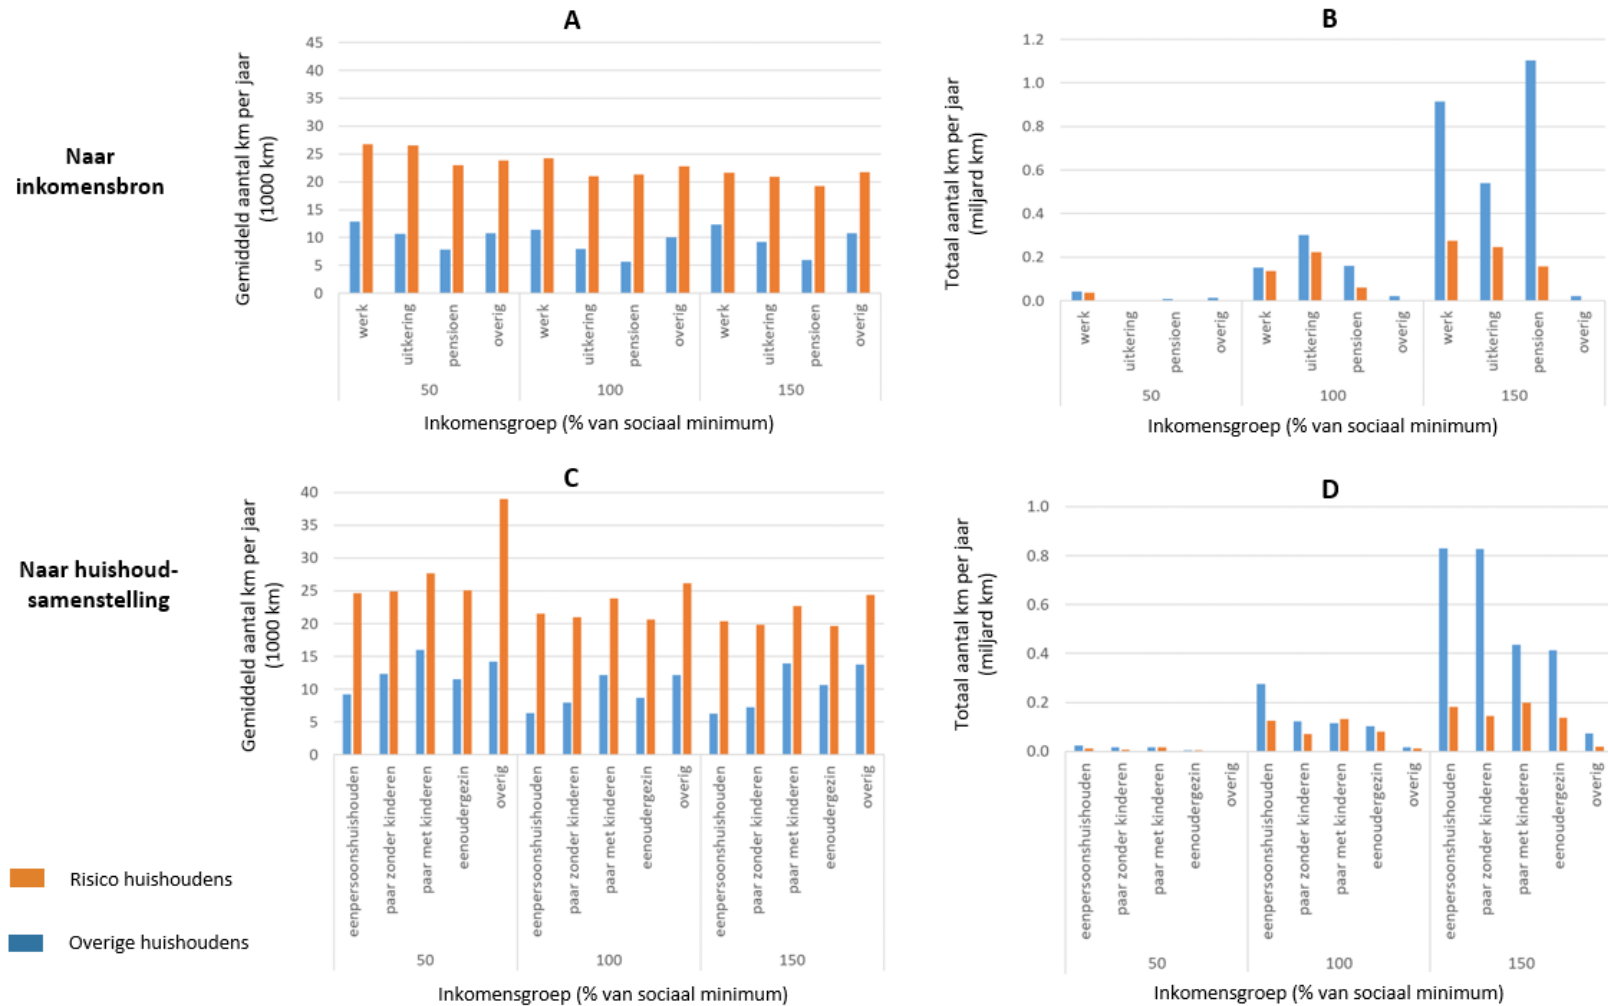 A
Gemiddeld aantal km per jaar
(1000 km)
45
40
35
30
25
20
15
10
5
0
werk
uitkering
pensioen
overig
werk
uitkering
pensioen
overig
werk
uitkering
pensioen
overig
50
100
150
Inkomensgroep (% van sociaal minimum)
B
Totaal aantal km per jaar
(miljard km)
1.2
1.0
0.8
0.6
0.4
0.2
0.0
werk
uitkering
pensioen
overig
werk
uitkering
pensioen
overig
werk
uitkering
pensioen
overig
50
100
150
Inkomensgroep (% van sociaal minimum)
Naar
inkomensbron
C
Gemiddeld aantal km per jaar
(1000 km)
40
35
30
25
20
15
10
5
0
eenpersoonshuishouden
paar zonder kinderen
paar met kinderen
eenoudergezin
overig
eenpersoonshuishouden
paar zonder kinderen
paar met kinderen
eenoudergezin
overig
eenpersoonshuishouden
paar zonder kinderen
paar met kinderen
eenoudergezin
overig
50
100
150
Inkomensgroep (% van sociaal minimum)
D
Totaal aantal km per jaar
(miljard km)
1.0
0.8
0.6
0.4
0.2
0.0
eenpersoonshuishouden
paar zonder kinderen
paar met kinderen
eenoudergezin
overig
eenpersoonshuishouden
paar zonder kinderen
paar met kinderen
eenoudergezin
overig
eenpersoonshuishouden
paar zonder kinderen
paar met kinderen
eenoudergezin
overig
50
100
150
Inkomensgroep (% van sociaal minimum)
Naar huishoud-
samenstelling
Risico huishoudens
Overige huishoudens